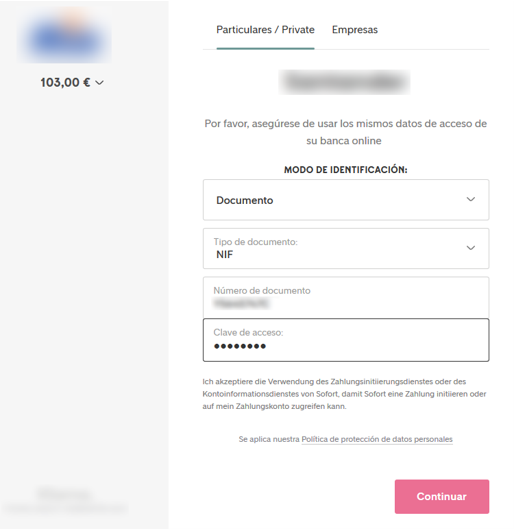 103,00 €
Particulares / Private
Empresas
Por favor, asegúrese de usar los mismos datos de acceso de
su banca online
MODO DE IDENTIFICACIÓN:
Documento
Tipo de documento:
NIF
Número de documento
Clave de acceso:
Ich akzeptiere die Verwendung des Zahlungsinitiierungsdienstes oder des
Kontoinformationsdienstes von Sofort, damit Sofort eine Zahlung initiieren oder
auf mein Zahlungskonto zugreifen kann.
Se aplica nuestra Política de protección de datos personales
Continuar